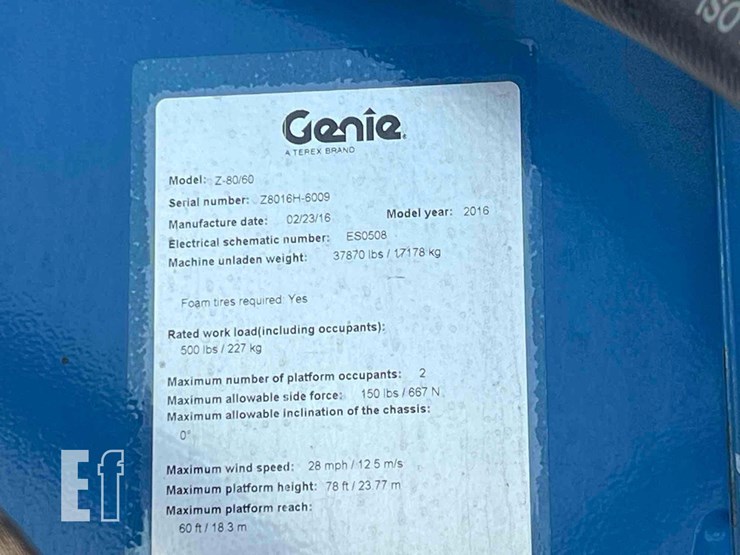 ISO
Genie
A TEREX BRAND
Model: Z-80/60
Serial number: Z8016H-6009
Manufacture date: 02/23/16 Model year: 2016
Electrical schematic number: ES0508
Machine unladen weight: 37870 lbs / 17178 kg
Foam tires required: Yes
Rated work load(including occupants):
500 lbs / 227 kg
Maximum number of platform occupants: 2
Maximum allowable side force: 150 lbs / 667 N
Maximum allowable inclination of the chassis:
0°
Maximum wind speed: 28 mph / 12.5 m/s
Maximum platform height: 78 ft / 23.77 m
Maximum platform reach:
60 ft / 18.3 m
Ef